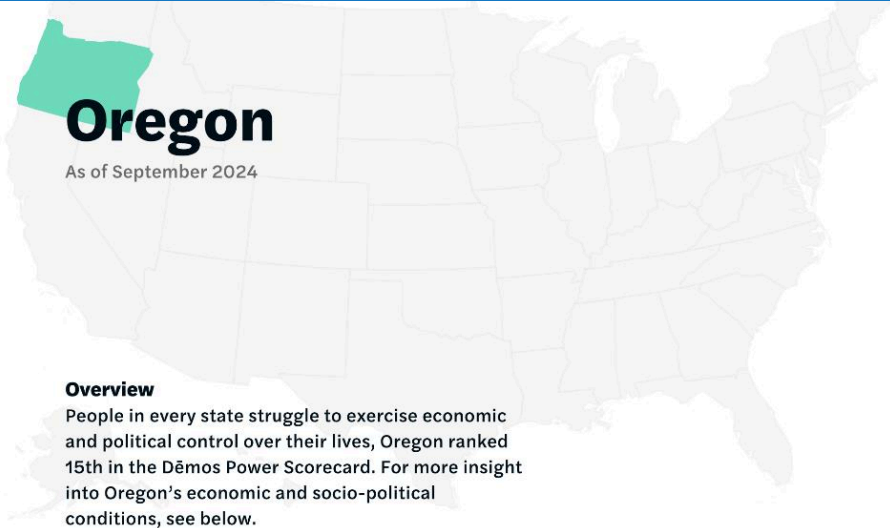 Oregon
As of September 2024
Overview
People in every state struggle to exercise economic
and political control over their lives, Oregon ranked
15th in the Dēmos Power Scorecard. For more insight
into Oregon’s economic and socio-political
conditions, see below.